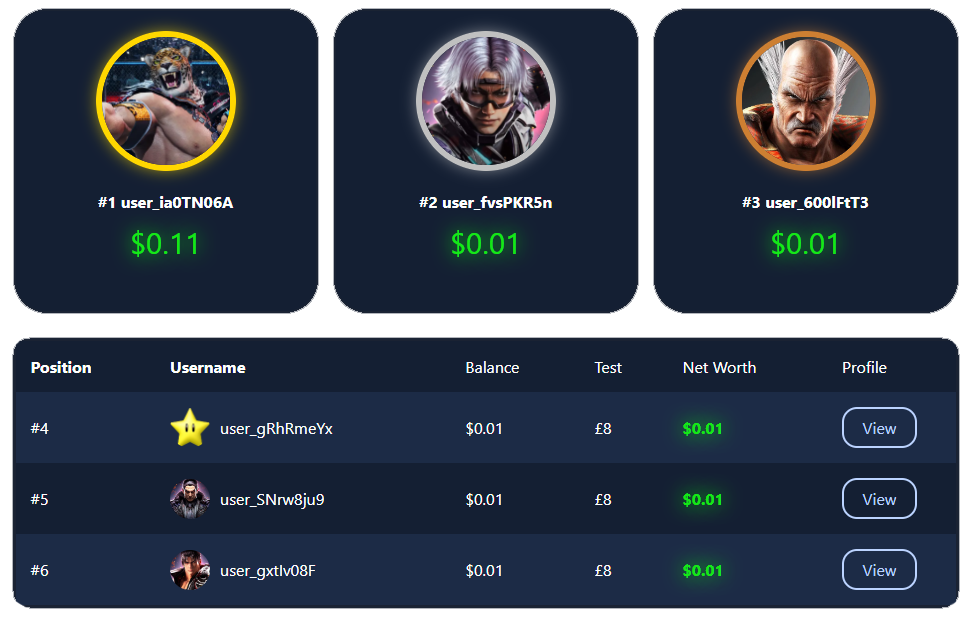 #1 user_ia0TN06A
$0.11
#2 user_fvsPKR5n
$0.01
#3 user_600lFtT3
$0.01
Position Username Balance Test Net Worth Profile
#4 user_gRhRmeYx $0.01 £8 $0.01 View
#5 user_SNrw8ju9 $0.01 £8 $0.01 View
#6 user_gxtIv08F $0.01 £8 $0.01 View